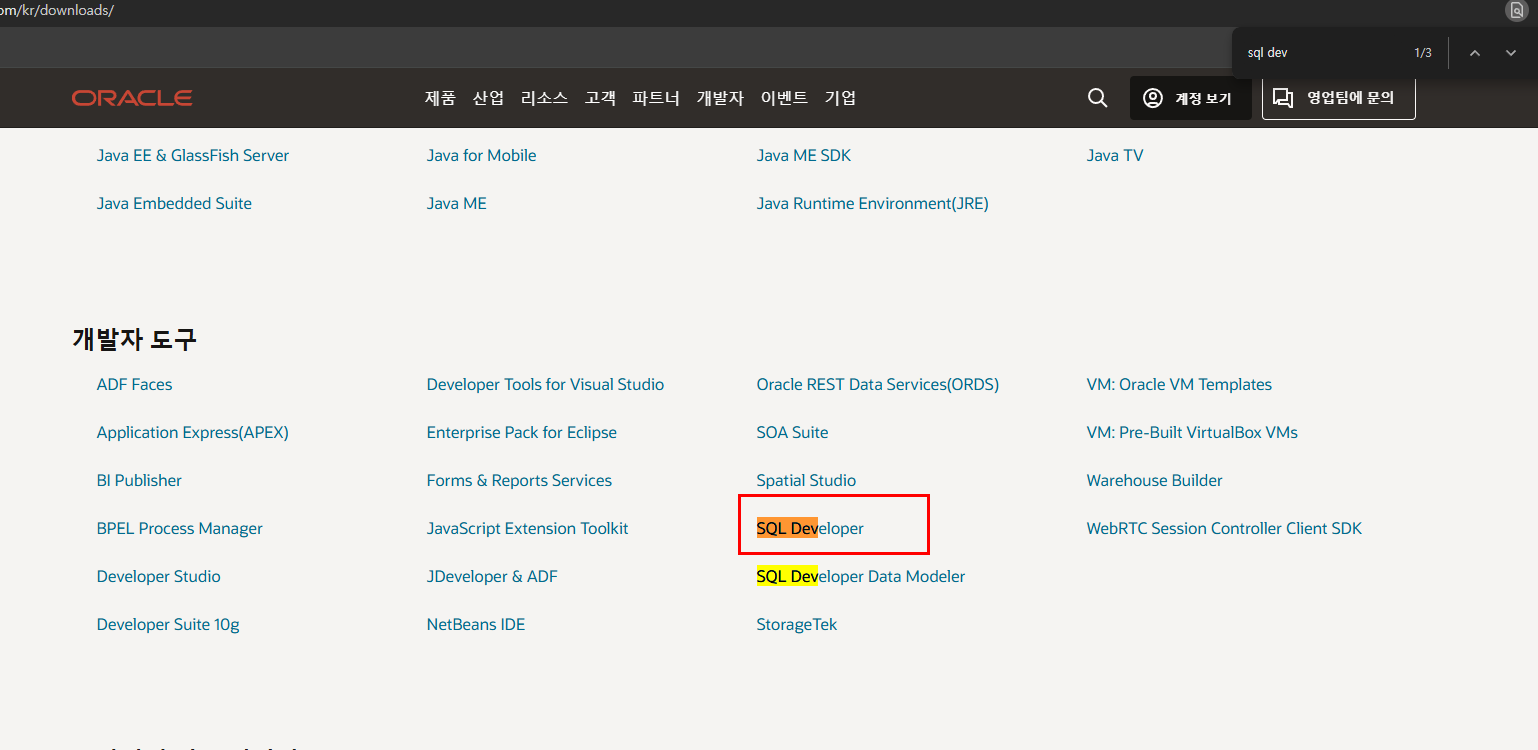 om/kr/downloads/
sql dev 1/3
ORACLE 제품 산업 리소스 고객 파트너 개발자 이벤트 기업 계정 보기 영업팀에 문의
Java EE & GlassFish Server Java for Mobile Java ME SDK Java TV
Java Embedded Suite Java ME Java Runtime Environment(JRE)
개발자 도구
ADF Faces Developer Tools for Visual Studio Oracle REST Data Services(ORDS) VM: Oracle VM Templates
Application Express(APEX) Enterprise Pack for Eclipse SOA Suite VM: Pre-Built VirtualBox VMs
BI Publisher Forms & Reports Services Spatial Studio Warehouse Builder
BPEL Process Manager JavaScript Extension Toolkit SQL Developer WebRTC Session Controller Client SDK
Developer Studio JDeveloper & ADF SQL Developer Data Modeler
Developer Suite 10g NetBeans IDE StorageTek